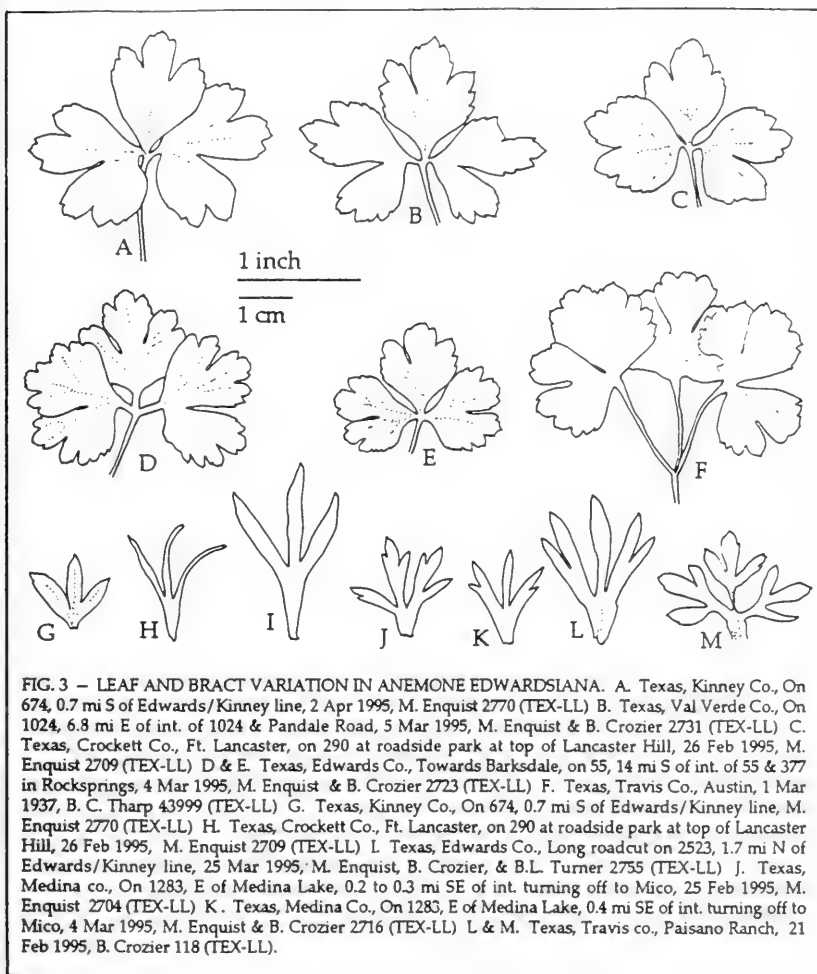 A
B
C
1 inch
1 cm
D
E
F
G
H
I
J
K
L
M
FIG. 3 – LEAF AND BRACT VARIATION IN ANEMONE EDWARDSIANA. A. Texas, Kinney Co., On
674, 0.7 mi S of Edwards/Kinney line, 2 Apr 1995, M. Enquist 2770 (TEX-LL) B. Texas, Val Verde Co., On
1024, 6.8 mi E of int. of 1024 & Pandale Road, 5 Mar 1995, M. Enquist & B. Crozier 2731 (TEX-LL) C.
Texas, Crockett Co., Ft. Lancaster, on 290 at roadside park at top of Lancaster Hill, 26 Feb 1995, M.
Enquist 2709 (TEX-LL) D & E. Texas, Edwards Co., Towards Barksdale, on 55, 14 mi S of int. of 55 & 377
in Rocksprings, 4 Mar 1995, M. Enquist & B. Crozier 2723 (TEX-LL) F. Texas, Travis Co., Austin, 1 Mar
1937, B. C. Tharp 43999 (TEX-LL) G. Texas, Kinney Co., On 674, 0.7 mi S of Edwards/Kinney line, M.
Enquist 2770 (TEX-LL) H. Texas, Crockett Co., Ft. Lancaster, on 290 at roadside park at top of Lancaster
Hill, 26 Feb 1995, M. Enquist 2709 (TEX-LL) I. Texas, Edwards Co., Long roadcut on 2523, 1.7 mi N of
Edwards/Kinney line, 25 Mar 1995, M. Enquist, B. Crozier, & B.L. Turner 2755 (TEX-LL) J. Texas,
Medina co., On 1283, E of Medina Lake, 0.2 to 0.3 mi SE of int. turning off to Mico, 25 Feb 1995, M.
Enquist 2704 (TEX-LL) K. Texas, Medina Co., On 1283, E of Medina Lake, 0.4 mi SE of int. turning off to
Mico, 4 Mar 1995, M. Enquist & B. Crozier 2716 (TEX-LL) L & M. Texas, Travis co., Paisano Ranch, 21
Feb 1995, B. Crozier 118 (TEX-LL).